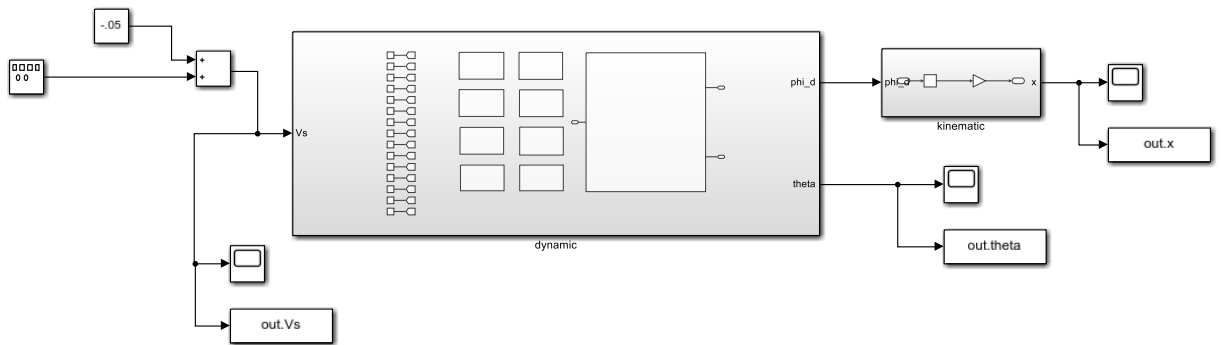 -.05
+
+
Vs
phi_d
theta
dynamic
phi_d
x
kinematic
out.x
out.theta
out.Vs